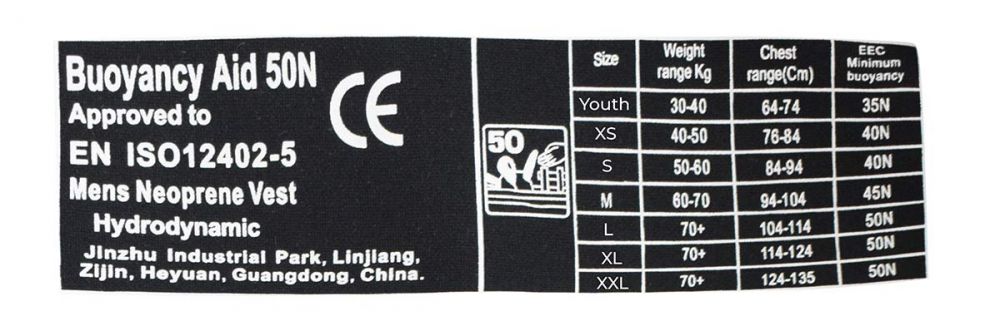 Buoyancy Aid 50N
Approved to
CE
EN ISO12402-5
Mens Neoprene Vest
Hydrodynamic
Jinzhu Industrial Park, Linjiang,
Zijin, Heyuan, Guangdong, China.
50
Size Weight range Kg Chest range(Cm) EEC Minimum buoyancy
Youth 30-40 64-74 35N
XS 40-50 76-84 40N
S 50-60 84-94 40N
M 60-70 94-104 45N
L 70+ 104-114 50N
XL 70+ 114-124 50N
XXL 70+ 124-135 50N